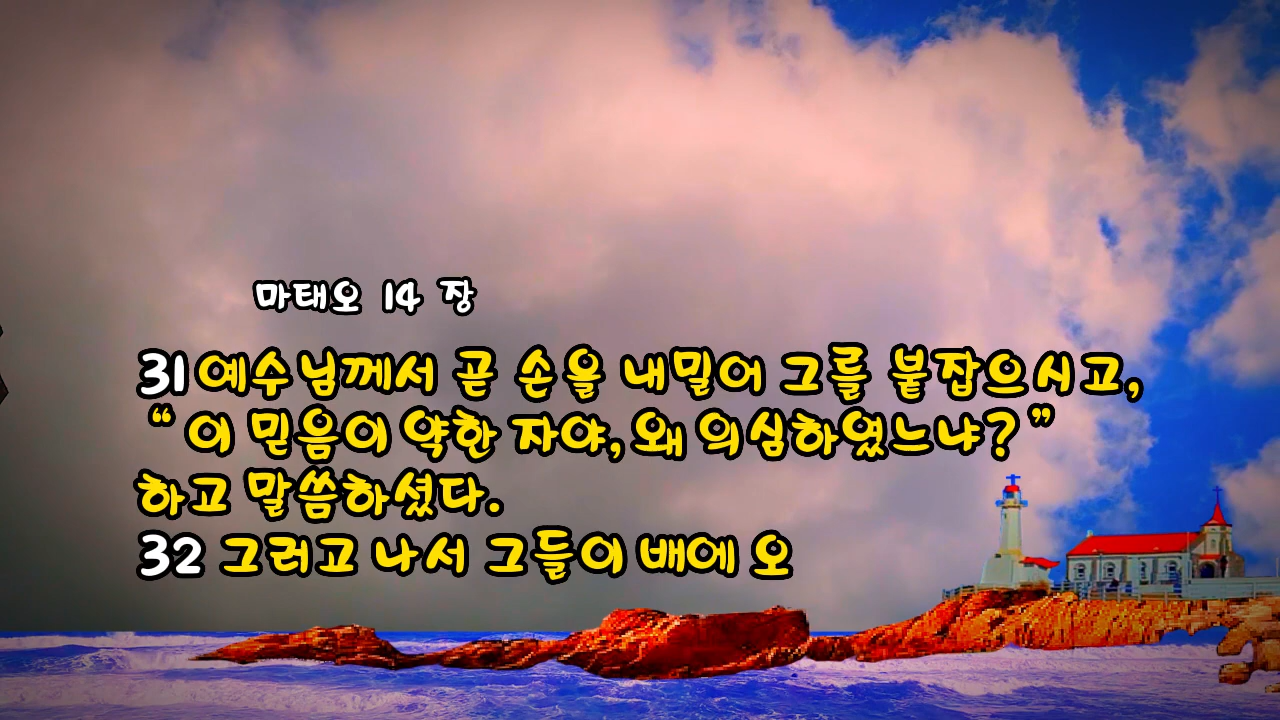 마태오 14 장
31 예수님께서 곧 손을 내밀어 그를 붙잡으시고,
“ 이 믿음이 약한 자야, 왜 의심하였느냐? ”
하고 말씀하셨다.
32 그러고 나서 그들이 배에 오